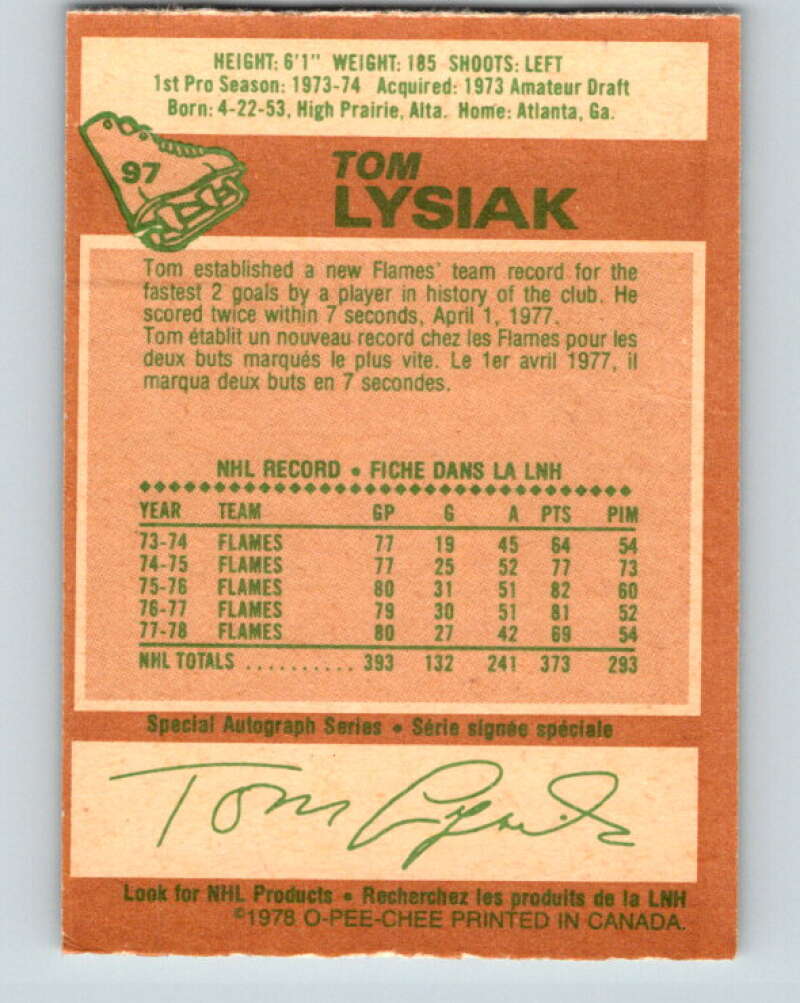 HEIGHT: 6'1" WEIGHT: 185 SHOOTS: LEFT
1st Pro Season: 1973-74 Acquired: 1973 Amateur Draft
Born: 4-22-53, High Prairie, Alta. Home: Atlanta, Ga.
97
TOM
LYSIAK
Tom established a new Flames' team record for the
fastest 2 goals by a player in history of the club. He
scored twice within 7 seconds, April 1, 1977.
Tom établit un nouveau record chez les Flames pour les
deux buts marqués le plus vite. Le 1er avril 1977, il
marqua deux buts en 7 secondes.
NHL RECORD • FICHE DANS LA LNH
YEAR TEAM GP G A PTS PIM
73-74 FLAMES 77 19 45 64 54
74-75 FLAMES 77 25 52 77 73
75-76 FLAMES 80 31 51 82 60
76-77 FLAMES 79 30 51 81 52
77-78 FLAMES 80 27 42 69 54
NHL TOTALS .......... 393 132 241 373 293
Special Autograph Series • Série signée spéciale
Tom Lysiak
Look for NHL Products • Recherchez les produits de la LNH
©1978 O-PEE-CHEE PRINTED IN CANADA.